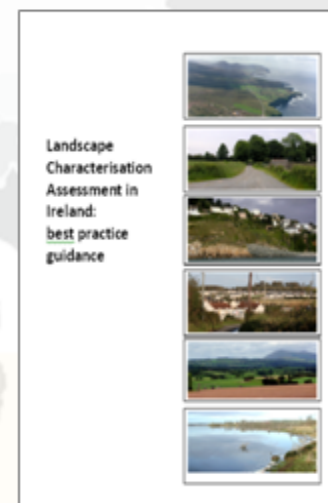 Landscape
Characterisation
Assessment in
Ireland:
best practice
guidance